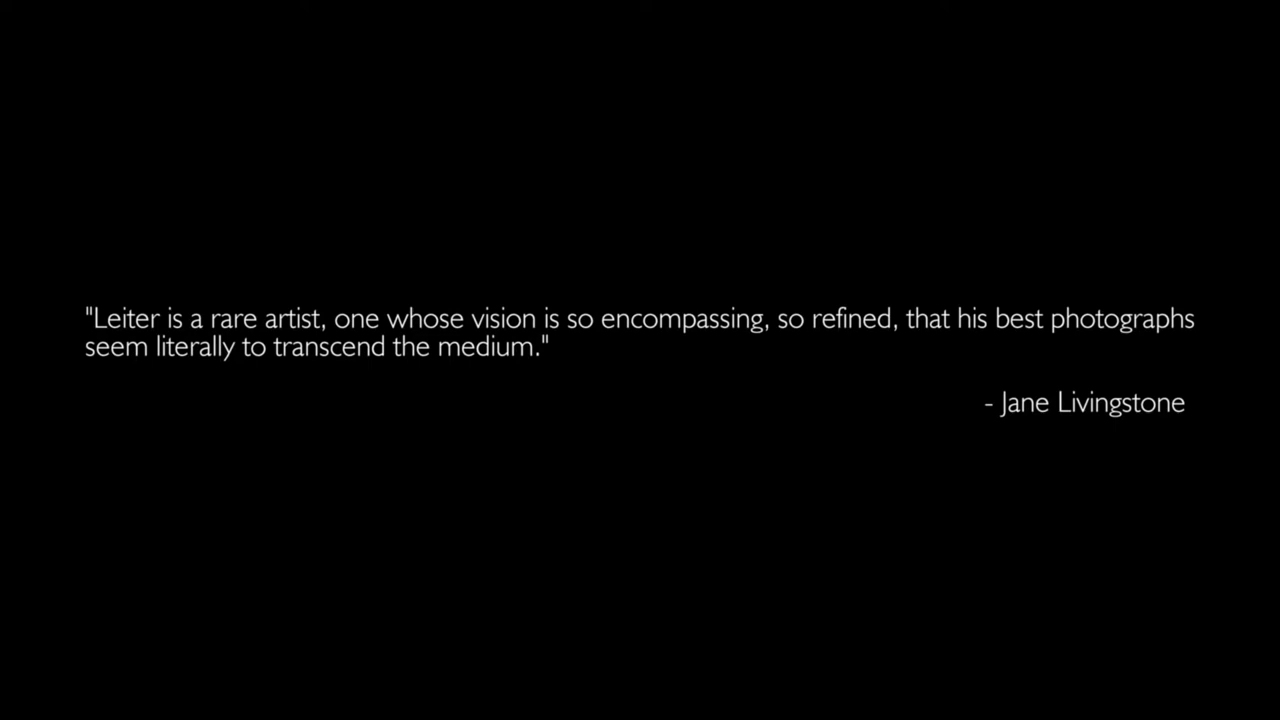 "Leiter is a rare artist, one whose vision is so encompassing, so refined, that his best photographs
seem literally to transcend the medium."
- Jane Livingstone